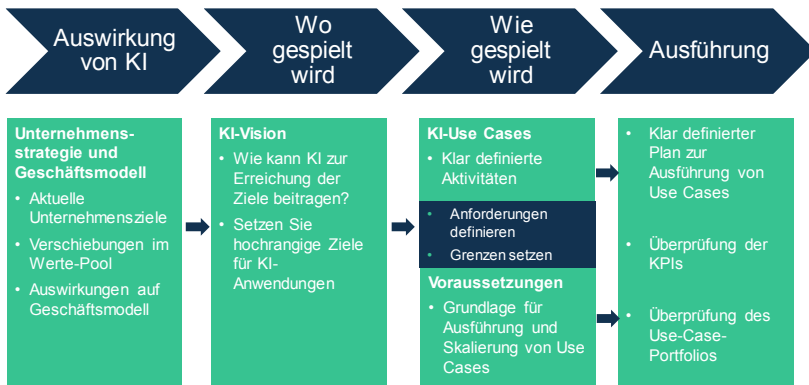 Auswirkung
von KI
Wo
gespielt
wird
Wie
gespielt
wird
Ausführung
Unternehmens-
strategie und
Geschäftsmodell
• Aktuelle
Unternehmensziele
• Verschiebungen im
Werte-Pool
• Auswirkungen auf
Geschäftsmodell
KI-Vision
• Wie kann KI zur
Erreichung der
Ziele beitragen?
• Setzen Sie
hochrangige Ziele
für KI-
Anwendungen
KI-Use Cases
• Klar definierte
Aktivitäten
• Anforderungen
definieren
• Grenzen setzen
Voraussetzungen
• Grundlage für
Ausführung und
Skalierung von Use
Cases
• Klar definierter
Plan zur
Ausführung von
Use Cases
• Überprüfung der
KPIs
• Überprüfung des
Use-Case-
Portfolios